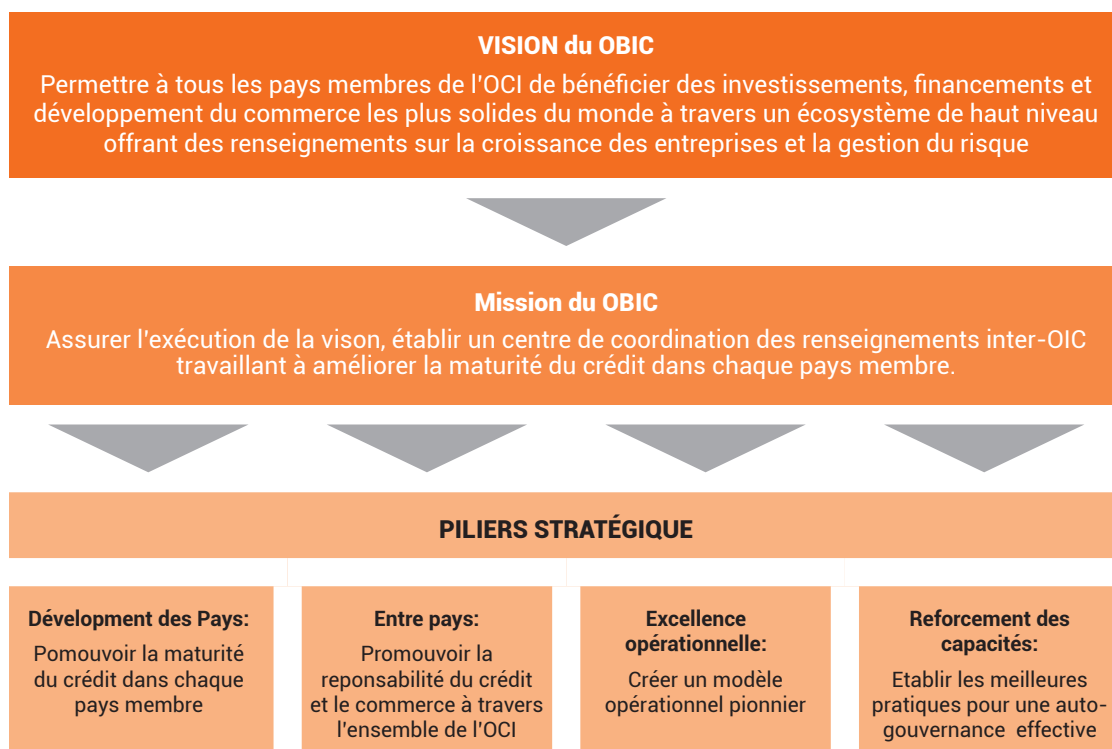 VISION du OBIC
Permettre à tous les pays membres de l'OCI de bénéficier des investissements, financements et
développement du commerce les plus solides du monde à travers un écosystème de haut niveau
offrant des renseignements sur la croissance des entreprises et la gestion du risque
Mission du OBIC
Assurer l'exécution de la vison, établir un centre de coordination des renseignements inter-OIC
travaillant à améliorer la maturité du crédit dans chaque pays membre.
PILIERS STRATÉGIQUE
Dévelopment des Pays:
Pomouvoir la maturité
du crédit dans chaque
pays membre
Entre pays:
Promouvoir la
reponsabilité du crédit
et le commerce à travers
l'ensemble de l'OCI
Excellence
opérationnelle:
Créer un modèle
opérationnel pionnier
Reforcement des
capacités:
Etablir les meilleures
pratiques pour une auto-
gouvernance effective